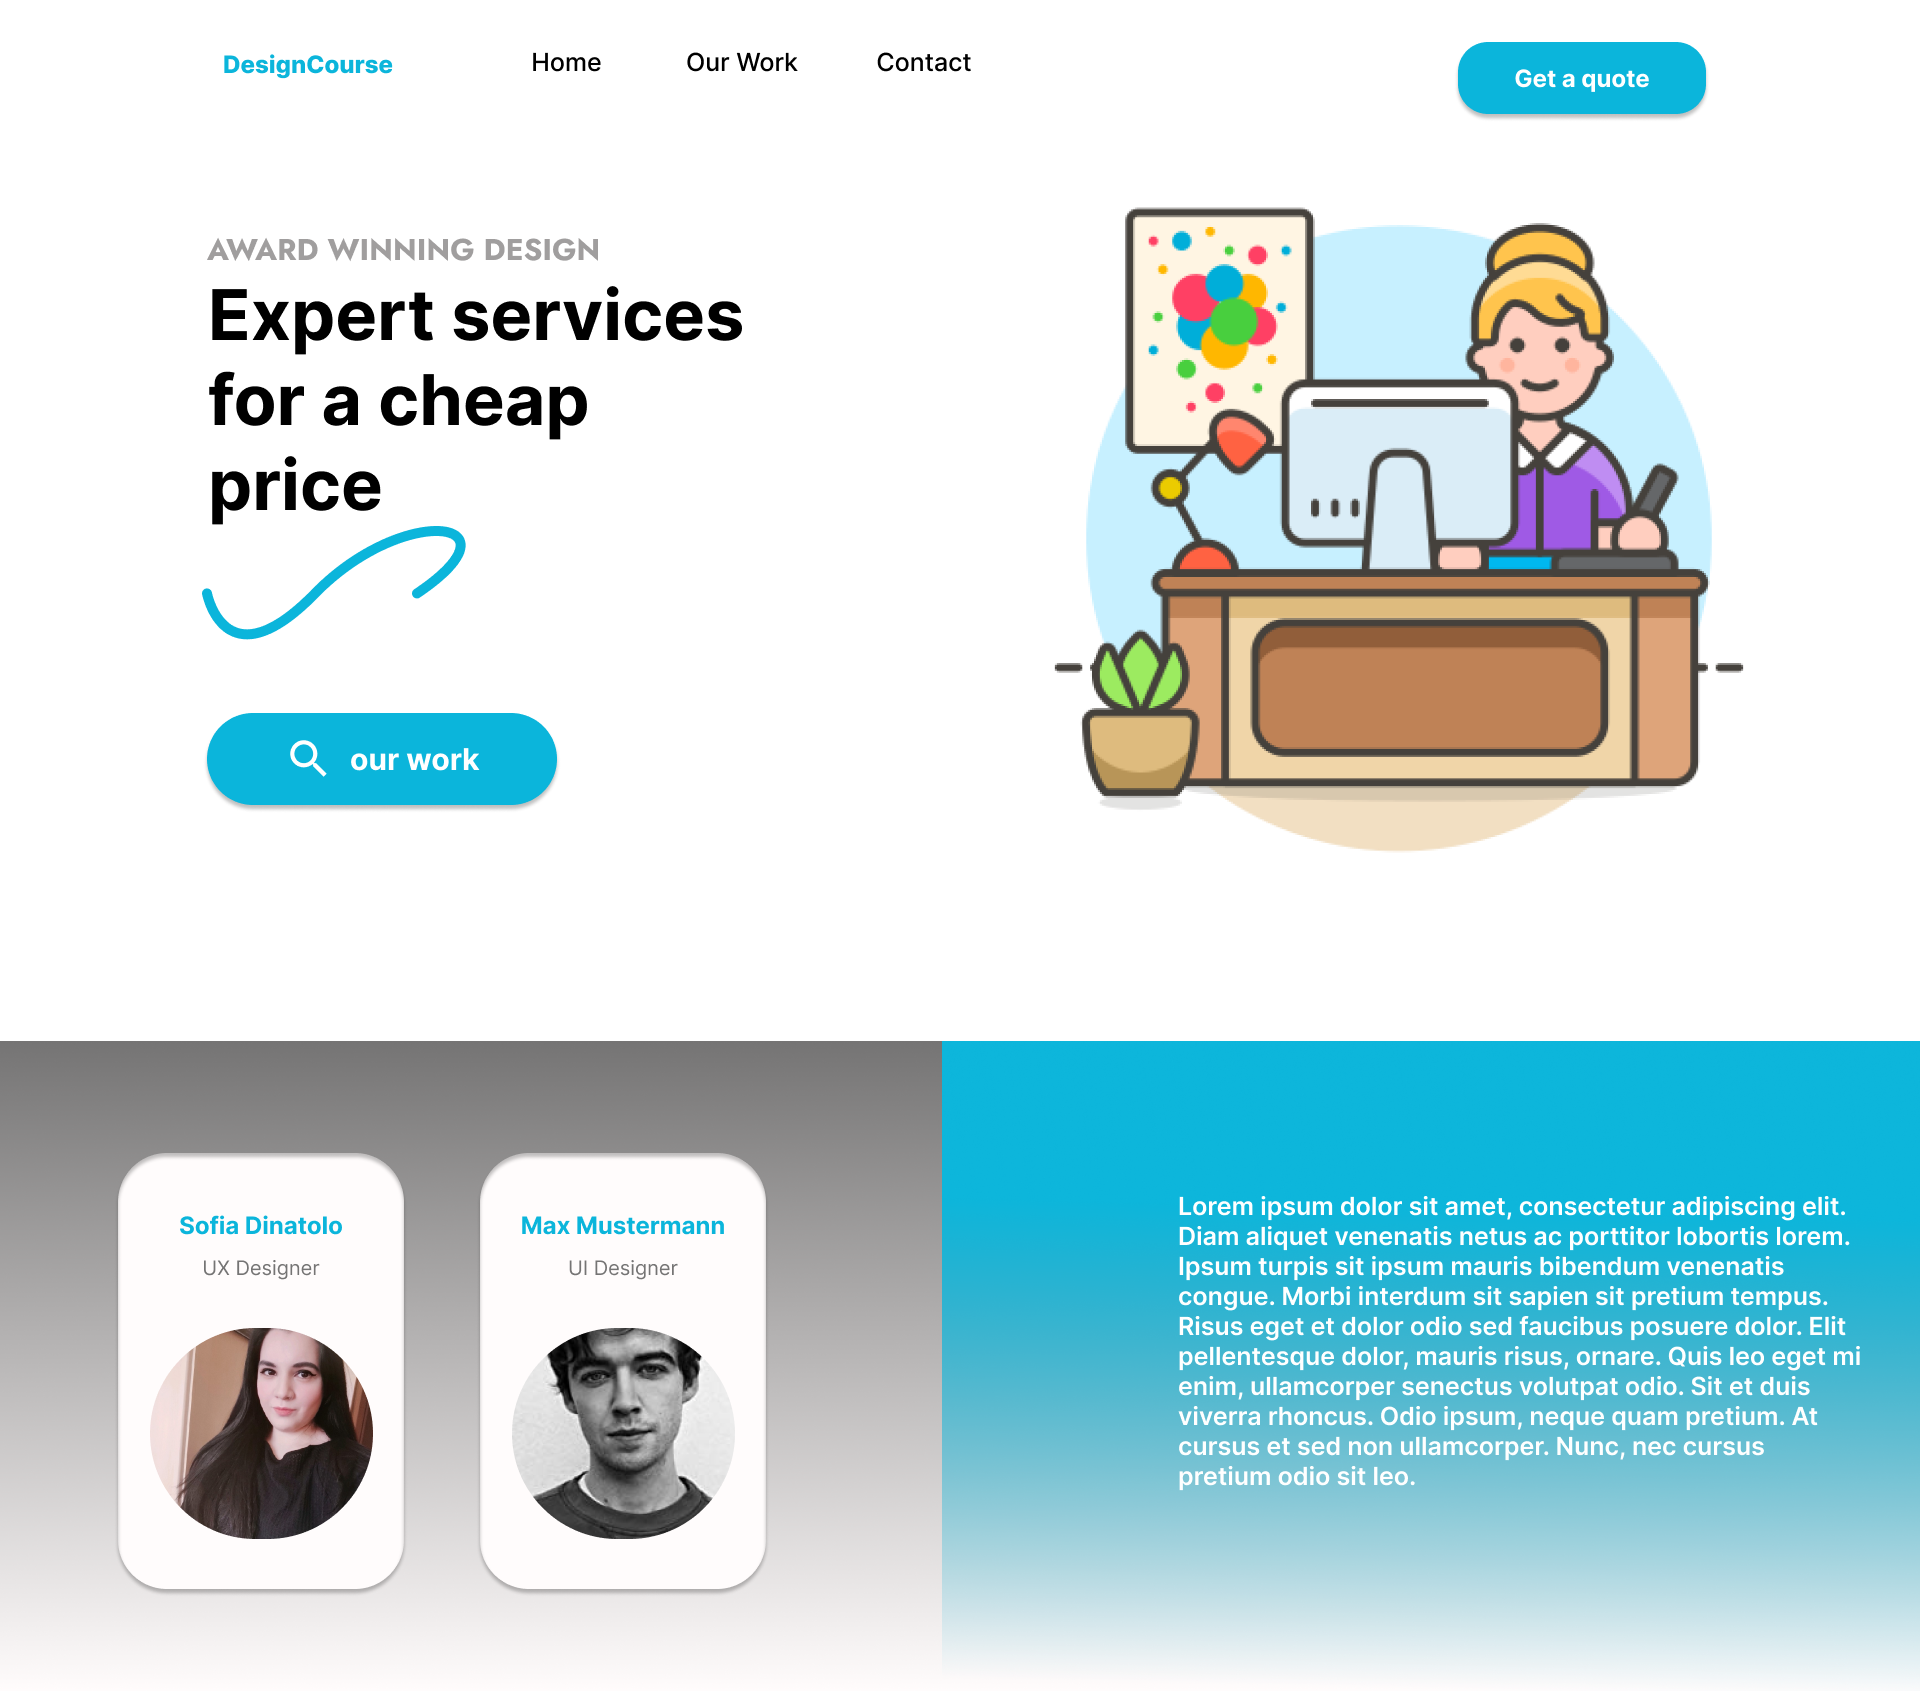 DesignCourse
Home
Our Work
Contact
Get a quote
AWARD WINNING DESIGN
Expert services
for a cheap
price
our work
Sofia Dinatolo
UX Designer
Max Mustermann
UI Designer
Lorem ipsum dolor sit amet, consectetur adipiscing elit.
Diam aliquet venenatis netus ac porttitor lobortis lorem.
Ipsum turpis sit ipsum mauris bibendum venenatis
congue. Morbi interdum sit sapien sit pretium tempus.
Risus eget et dolor odio sed faucibus posuere dolor. Elit
pellentesque dolor, mauris risus, ornare. Quis leo eget mi
enim, ullamcorper senectus volutpat odio. Sit et duis
viverra rhoncus. Odio ipsum, neque quam pretium. At
cursus et sed non ullamcorper. Nunc, nec cursus
pretium odio sit leo.